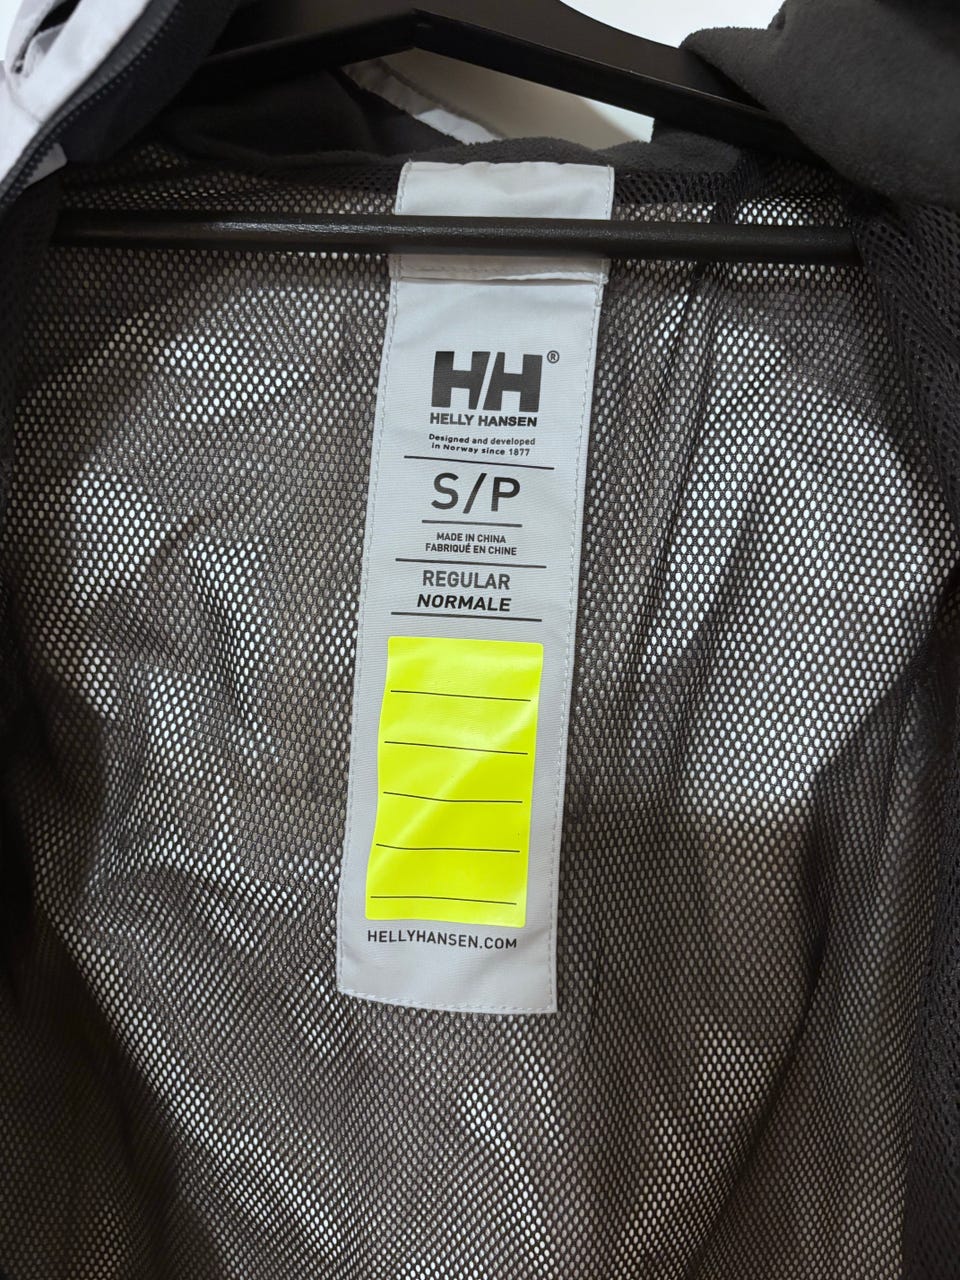 HH®
HELLY HANSEN
Designed and developed
in Norway since 1877
S/P
MADE IN CHINA
FABRIQUÉ EN CHINE
REGULAR
NORMALE
HELLYHANSEN.COM